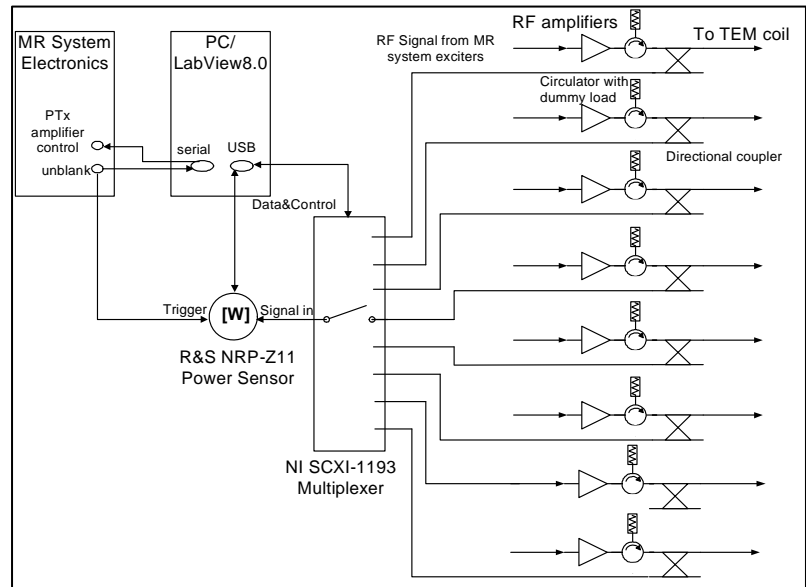 MR System
Electronics
PTx
amplifier
control
unblank
PC/
LabView8.0
serial
USB
Data&Control
Trigger
[W]
Signal in
R&S NRP-Z11
Power Sensor
NI SCXI-1193
Multiplexer
RF Signal from MR
system exciters
RF amplifiers
To TEM coil
Circulator with
dummy load
Directional coupler